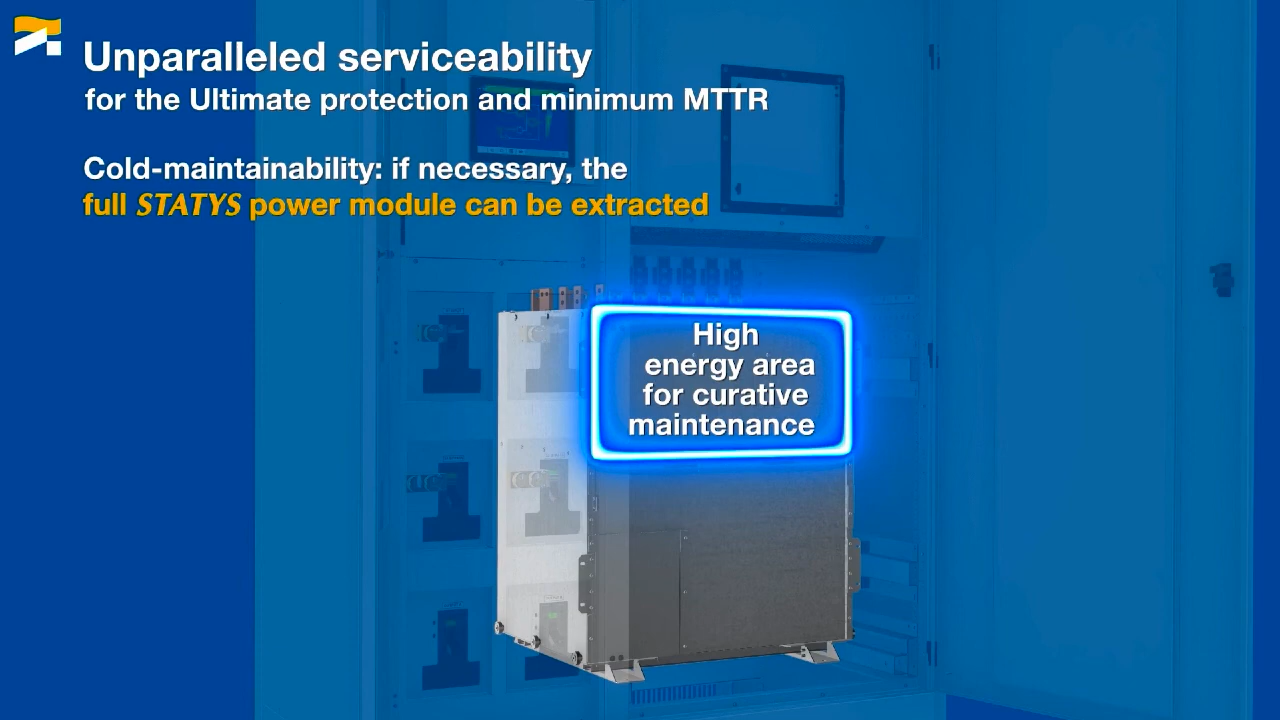 Unparalleled serviceability
for the Ultimate protection and minimum MTTR
Cold-maintainability: if necessary, the
full STATYS power module can be extracted
High
energy area
for curative
maintenance